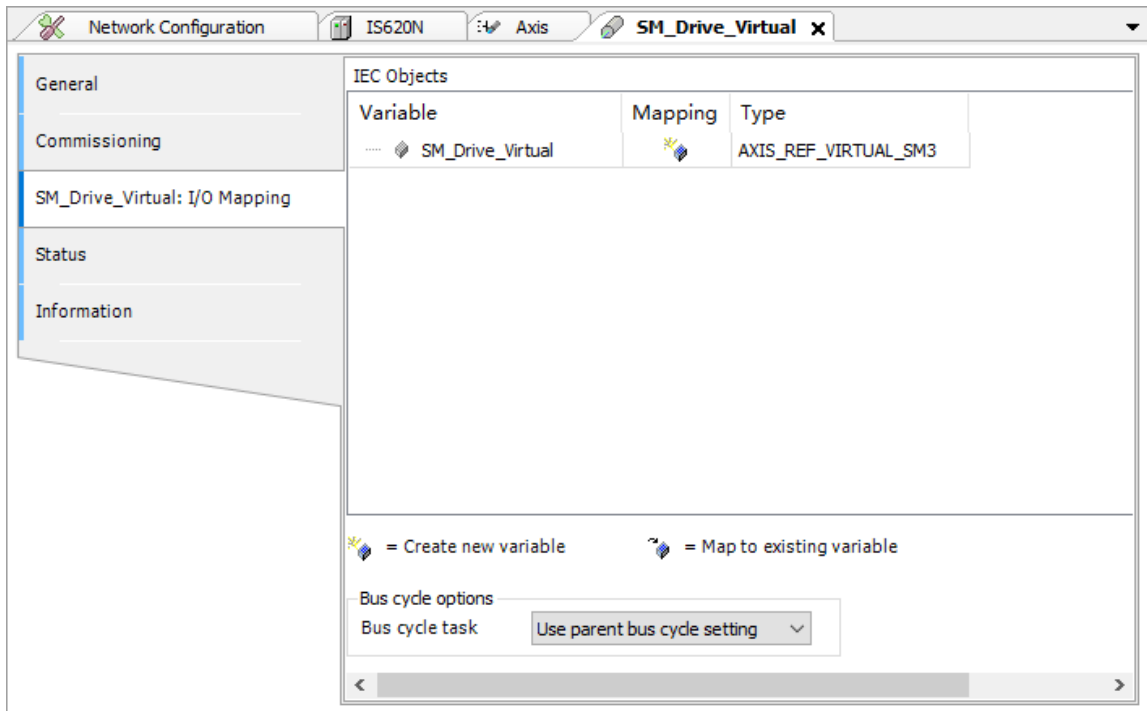 Network Configuration IS620N Axis SM_Drive_Virtual X
General
Commissioning
SM_Drive_Virtual: I/O Mapping
Status
Information
IEC Objects
Variable Mapping Type
SM_Drive_Virtual AXIS_REF_VIRTUAL_SM3
= Create new variable = Map to existing variable
Bus cycle options
Bus cycle task Use parent bus cycle setting